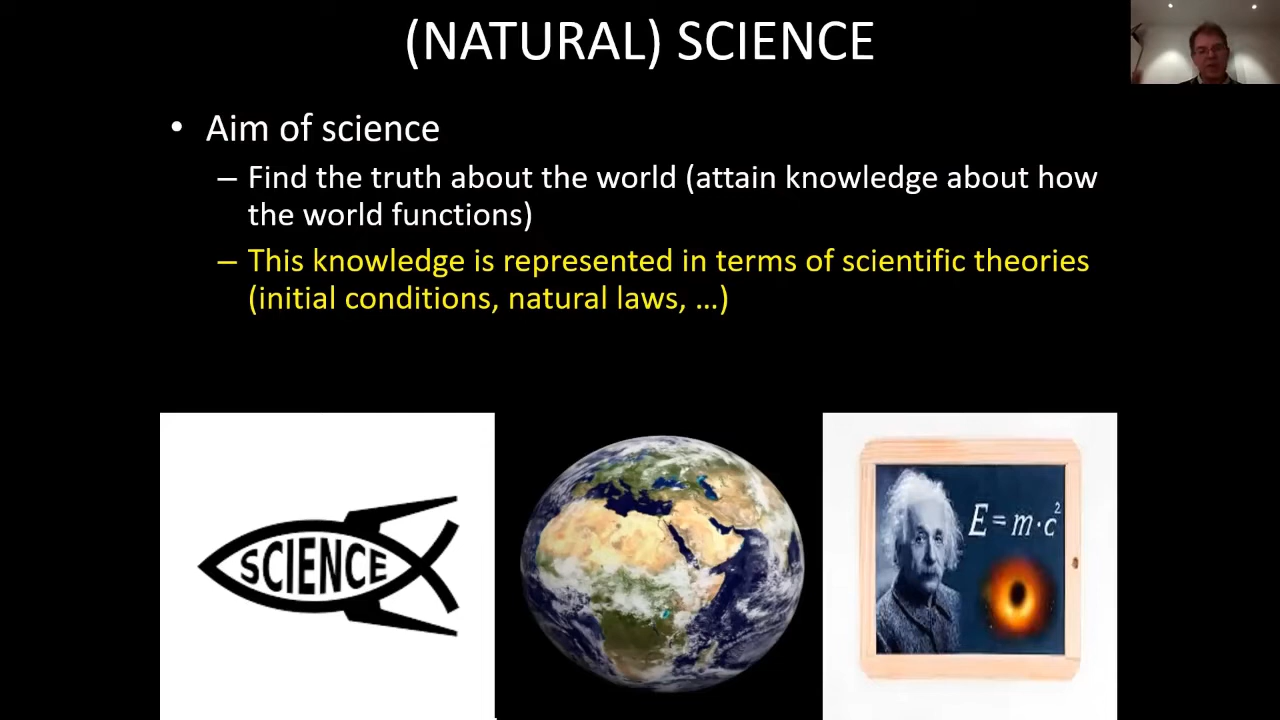 (NATURAL) SCIENCE
• Aim of science
– Find the truth about the world (attain knowledge about how
the world functions)
– This knowledge is represented in terms of scientific theories
(initial conditions, natural laws, ...)
SCIENCE
E = m·c²